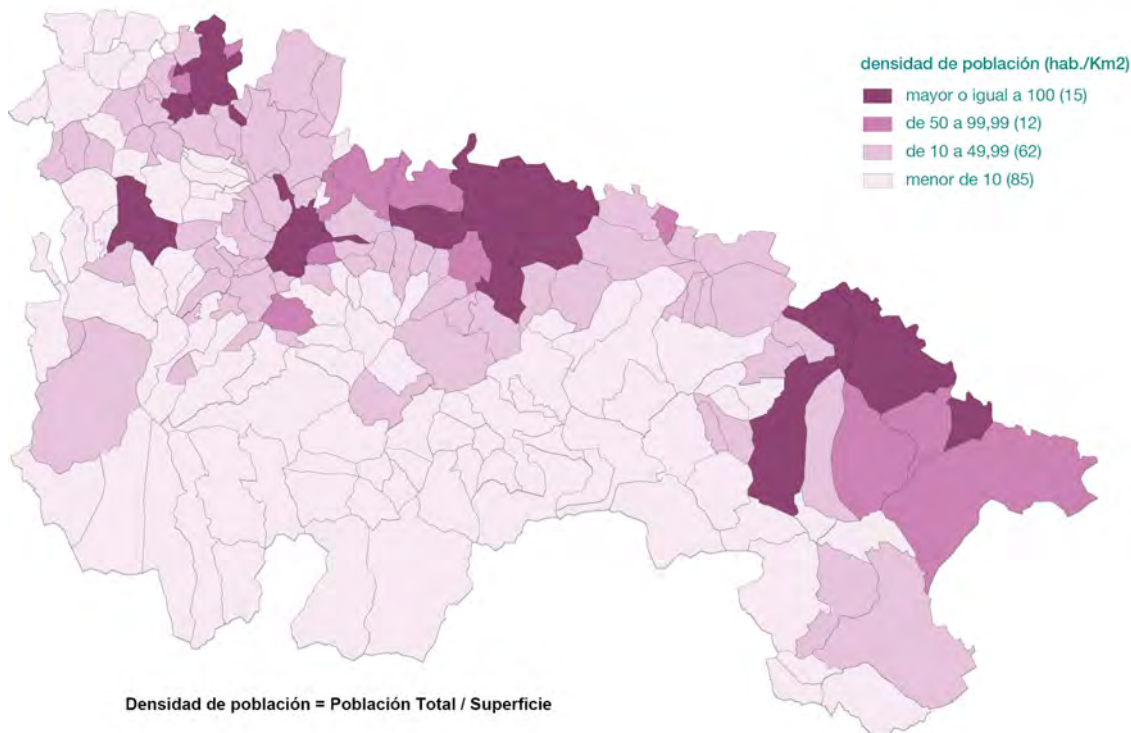 densidad de población (hab./Km2)
mayor o igual a 100 (15)
de 50 a 99,99 (12)
de 10 a 49,99 (62)
menor de 10 (85)
Densidad de población = Población Total / Superficie